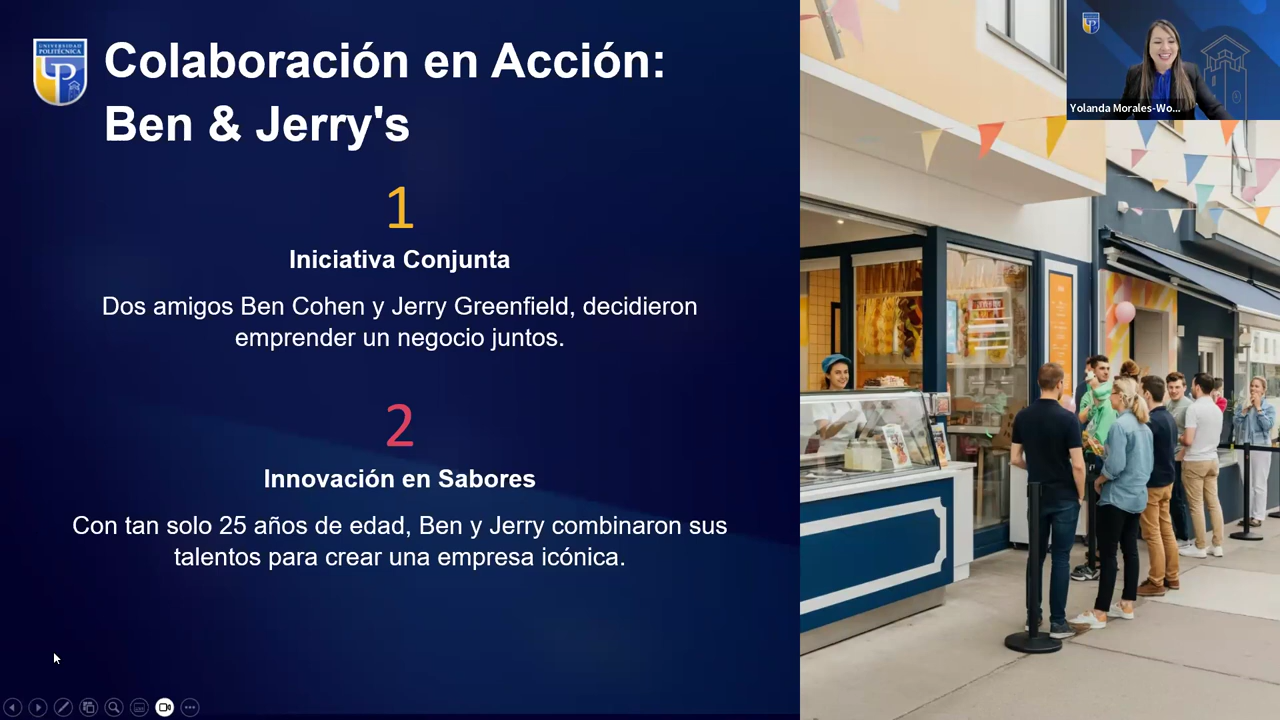 UNIVERSIDAD
POLITÉCNICA
Colaboración en Acción:
Ben & Jerry's
1
Iniciativa Conjunta
Dos amigos Ben Cohen y Jerry Greenfield, decidieron
emprender un negocio juntos.
2
Innovación en Sabores
Con tan solo 25 años de edad, Ben y Jerry combinaron sus
talentos para crear una empresa icónica.
Yolanda Morales-Wo...